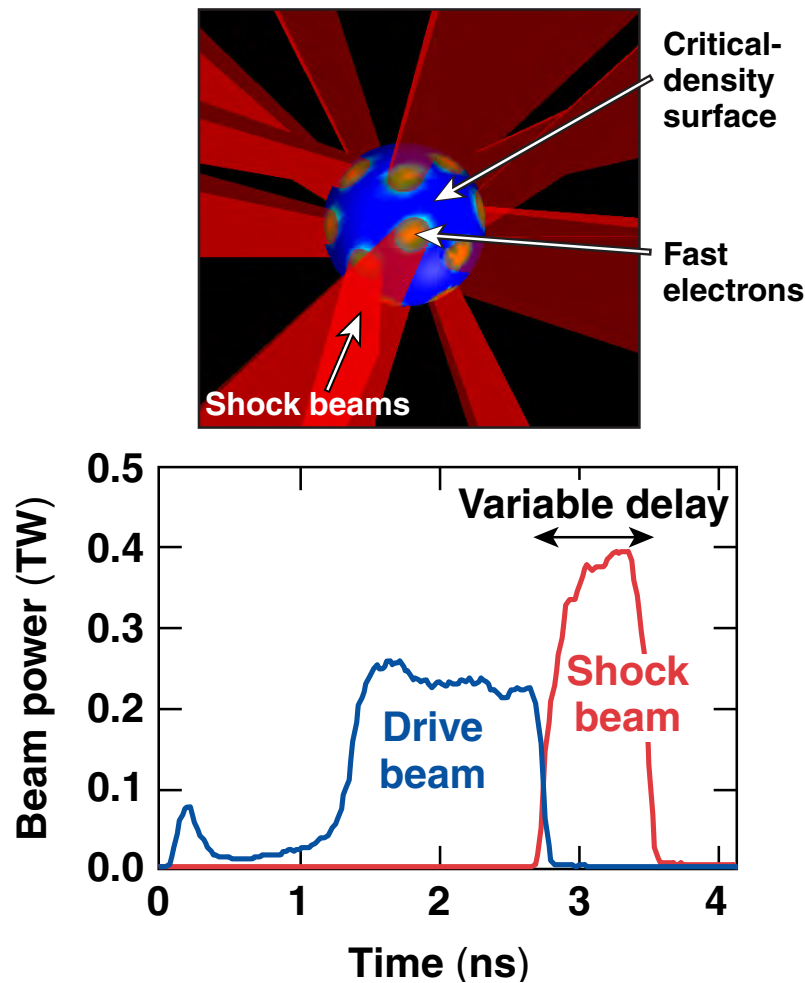 Critical-
density
surface
Fast
electrons
Shock beams
0.5
0.4
0.3
0.2
0.1
0.0
Beam power (TW)
Variable delay
Shock
beam
Drive
beam
0 1 2 3 4
Time (ns)